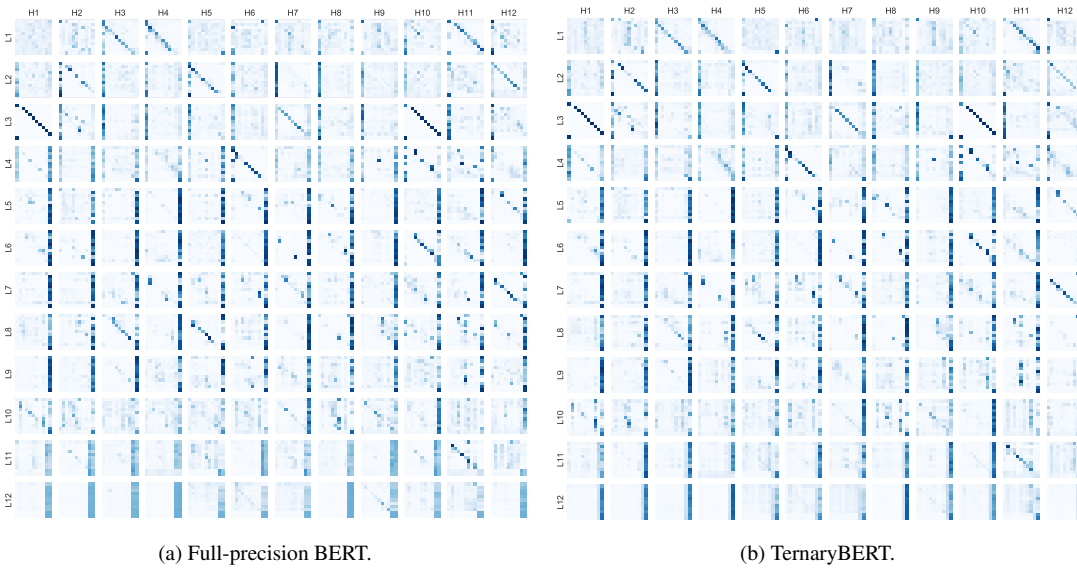 H1 H2 H3 H4 H5 H6 H7 H8 H9 H10 H11 H12
L1
L2
L3
L4
L5
L6
L7
L8
L9
L10
L11
L12
(a) Full-precision BERT.
H1 H2 H3 H4 H5 H6 H7 H8 H9 H10 H11 H12
L1
L2
L3
L4
L5
L6
L7
L8
L9
L10
L11
L12
(b) TernaryBERT.